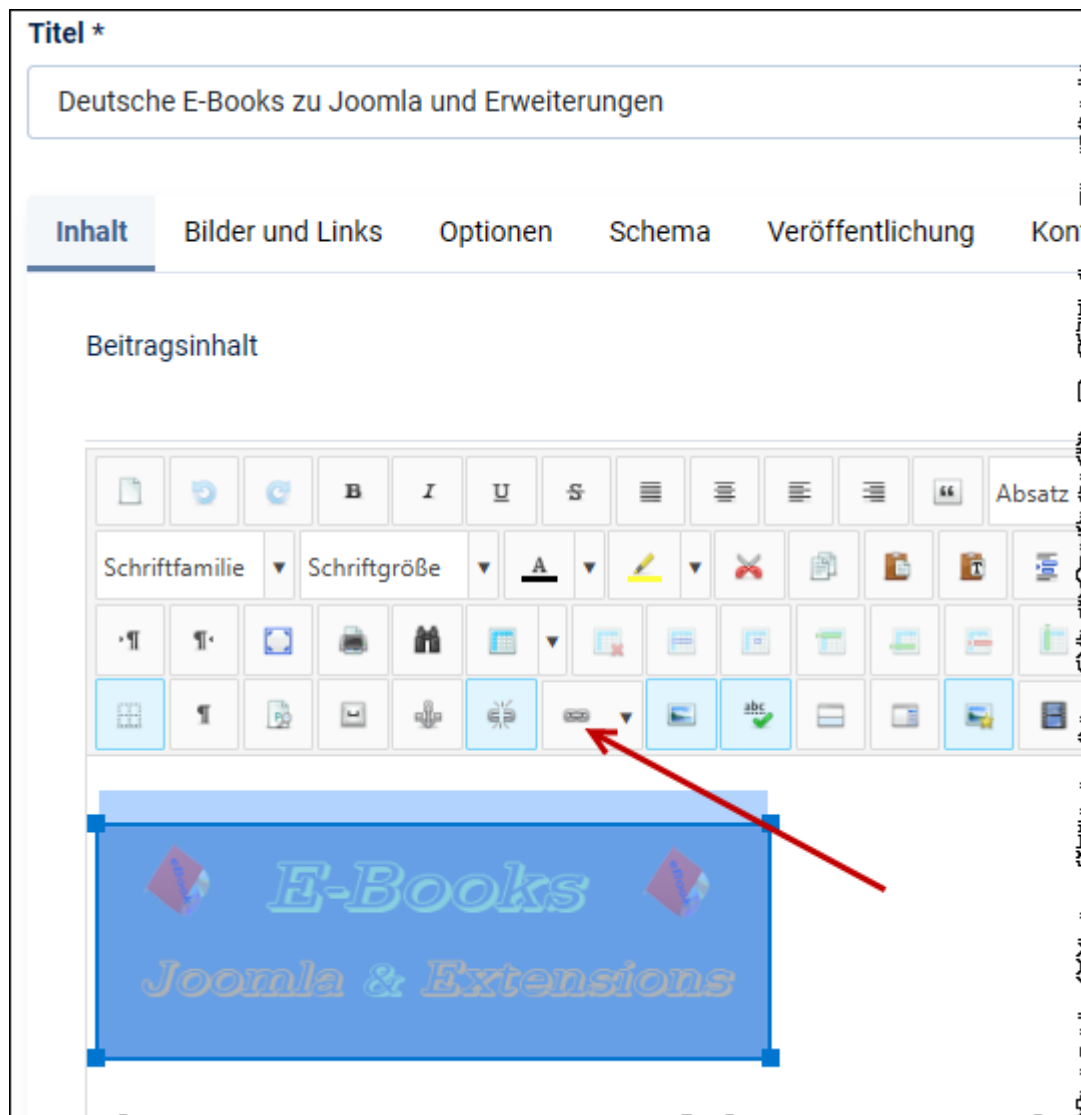 Titel *
Deutsche E-Books zu Joomla und Erweiterungen
Inhalt Bilder und Links Optionen Schema Veröffentlichung
Beitragsinhalt
B I U S Absatz
Schriftfamilie Schriftgröße A T
abc
E-Books
Joomla & Extensions